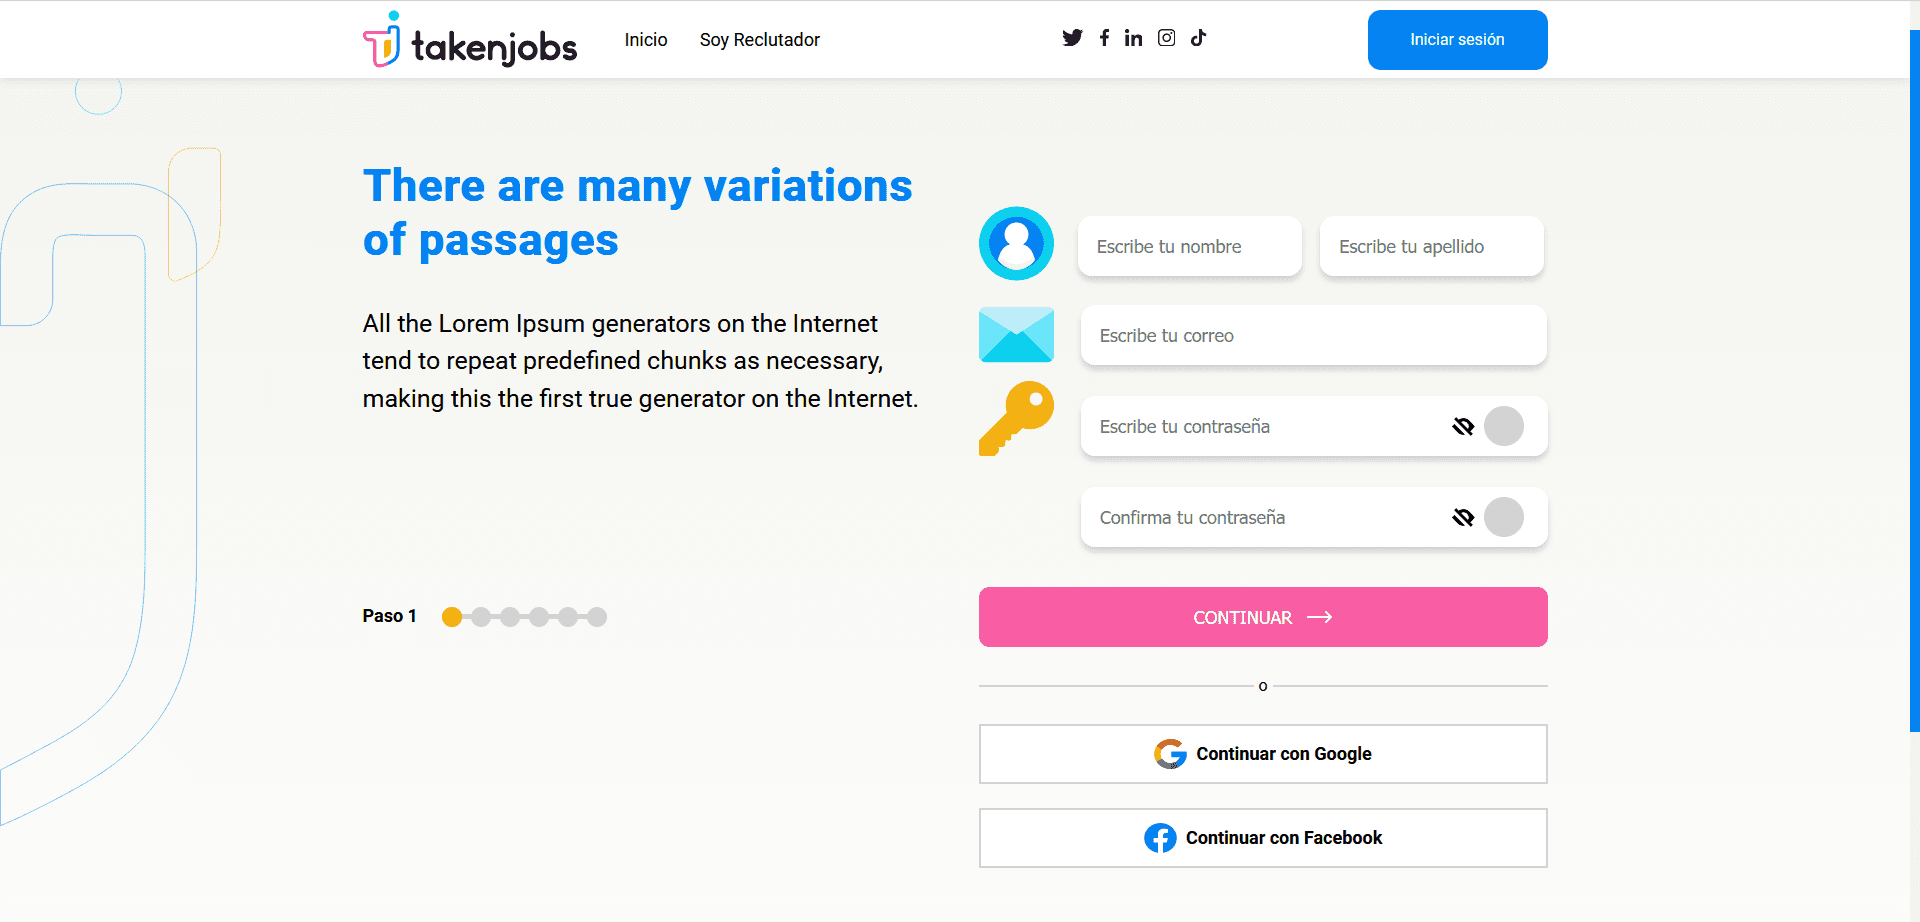 takenjobs
Inicio
Soy Reclutador
Iniciar sesión
There are many variations
of passages
All the Lorem Ipsum generators on the Internet
tend to repeat predefined chunks as necessary,
making this the first true generator on the Internet.
Paso 1
Escribe tu nombre
Escribe tu apellido
Escribe tu correo
Escribe tu contraseña
Confirma tu contraseña
CONTINUAR
o
Continuar con Google
Continuar con Facebook